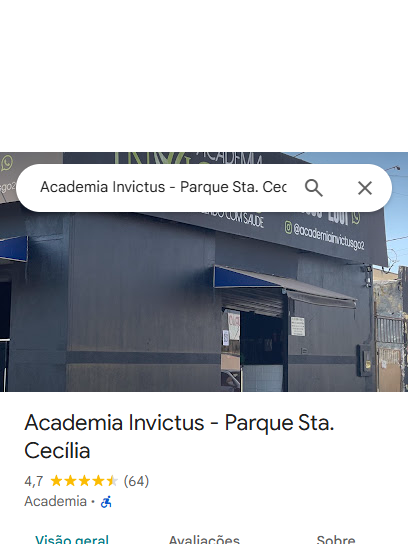 ACADEMIA
Academia Invictus - Parque Sta. Cec
COM SAÚDE
@academiainvictusgo2
Academia Invictus - Parque Sta.
Cecília
4,7 (64)
Academia ·
Visão geral Avaliações Sobre